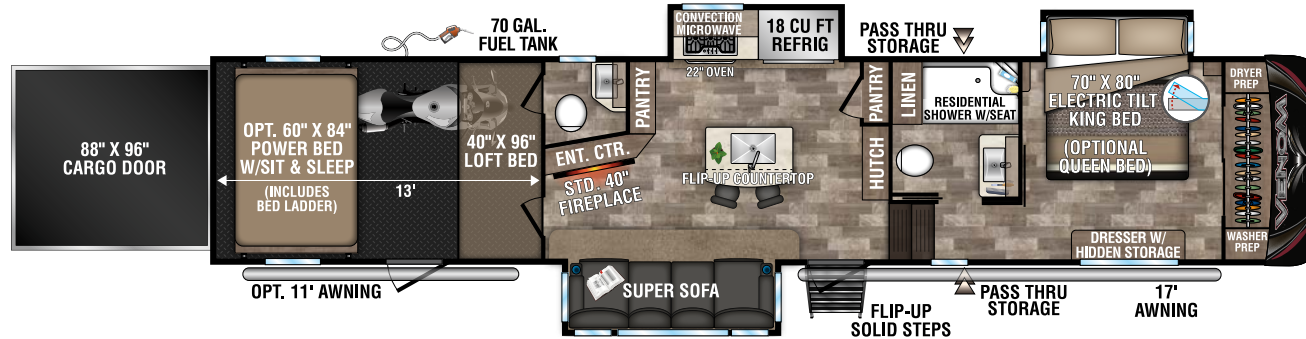 88" X 96"
CARGO DOOR
OPT. 60" X 84"
POWER BED
W/SIT & SLEEP
(INCLUDES
BED LADDER)
13'
OPT. 11' AWNING
70 GAL.
FUEL TANK
40" X 96"
LOFT BED
PANTRY
ENT. CTR.
STD. 40"
FIREPLACE
CONVECTION
MICROWAVE
22" OVEN
18 CU FT
REFRIG
FLIP-UP COUNTERTOP
SUPER SOFA
PANTRY
HUTCH
LINEN
PASS THRU
STORAGE
RESIDENTIAL
SHOWER W/SEAT
FLIP-UP
SOLID STEPS
PASS THRU
STORAGE
70" X 80"
ELECTRIC TILT
KING BED
(OPTIONAL
QUEEN BED)
DRESSER W/
HIDDEN STORAGE
17'
AWNING
DRYER
PREP
WASHER
PREP
VENOM